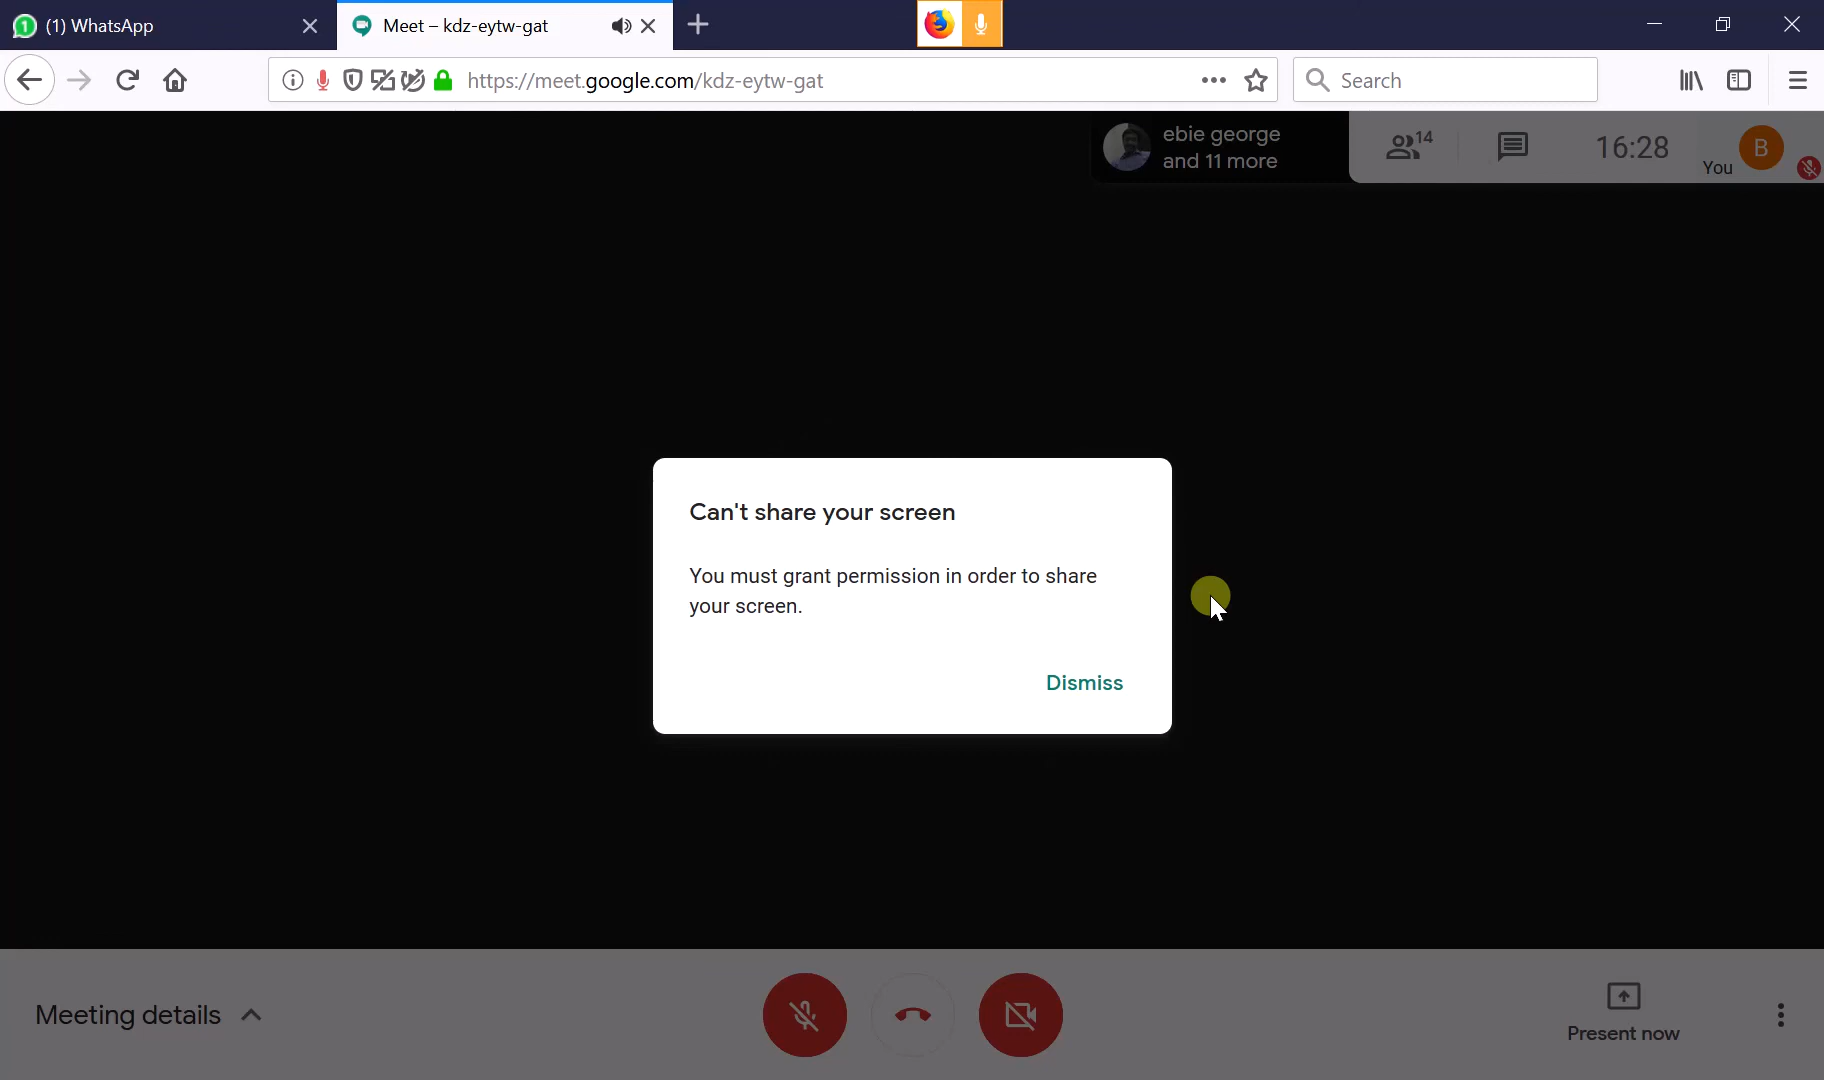 (1) WhatsApp
Meet – kdz-eytw-gat
https://meet.google.com/kdz-eytw-gat
Search
ebie george
and 11 more
14
16:28
You
B
Can't share your screen
You must grant permission in order to share
your screen.
Dismiss
Meeting details
Present now